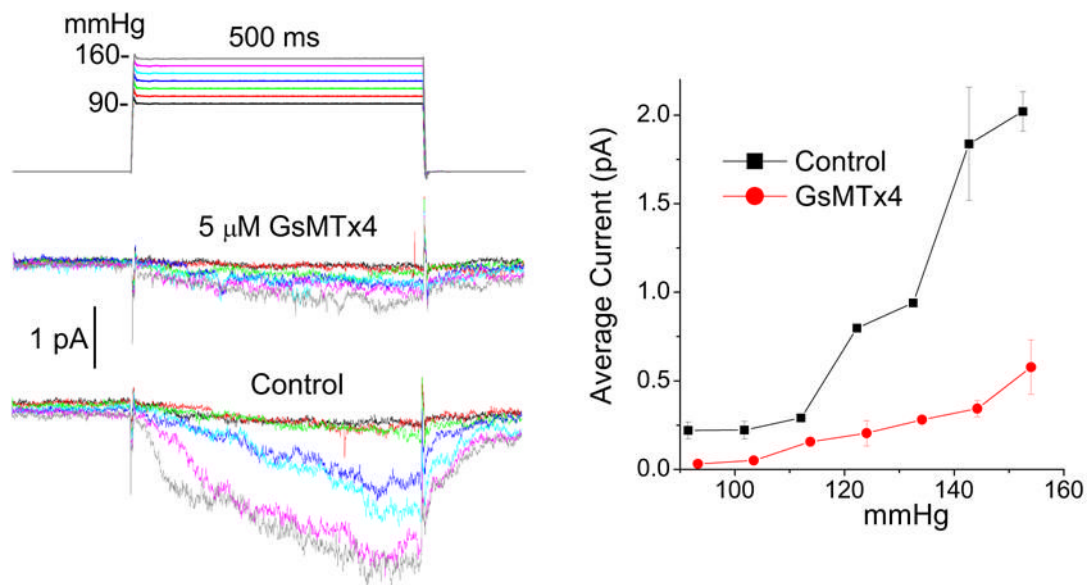 mmHg
500 ms
160-
90-
5 μM GsMTx4
1 pA
Control
Average Current (pA)
2.0
1.5
1.0
0.5
0.0
Control
GsMTx4
100
120
140
160
mmHg